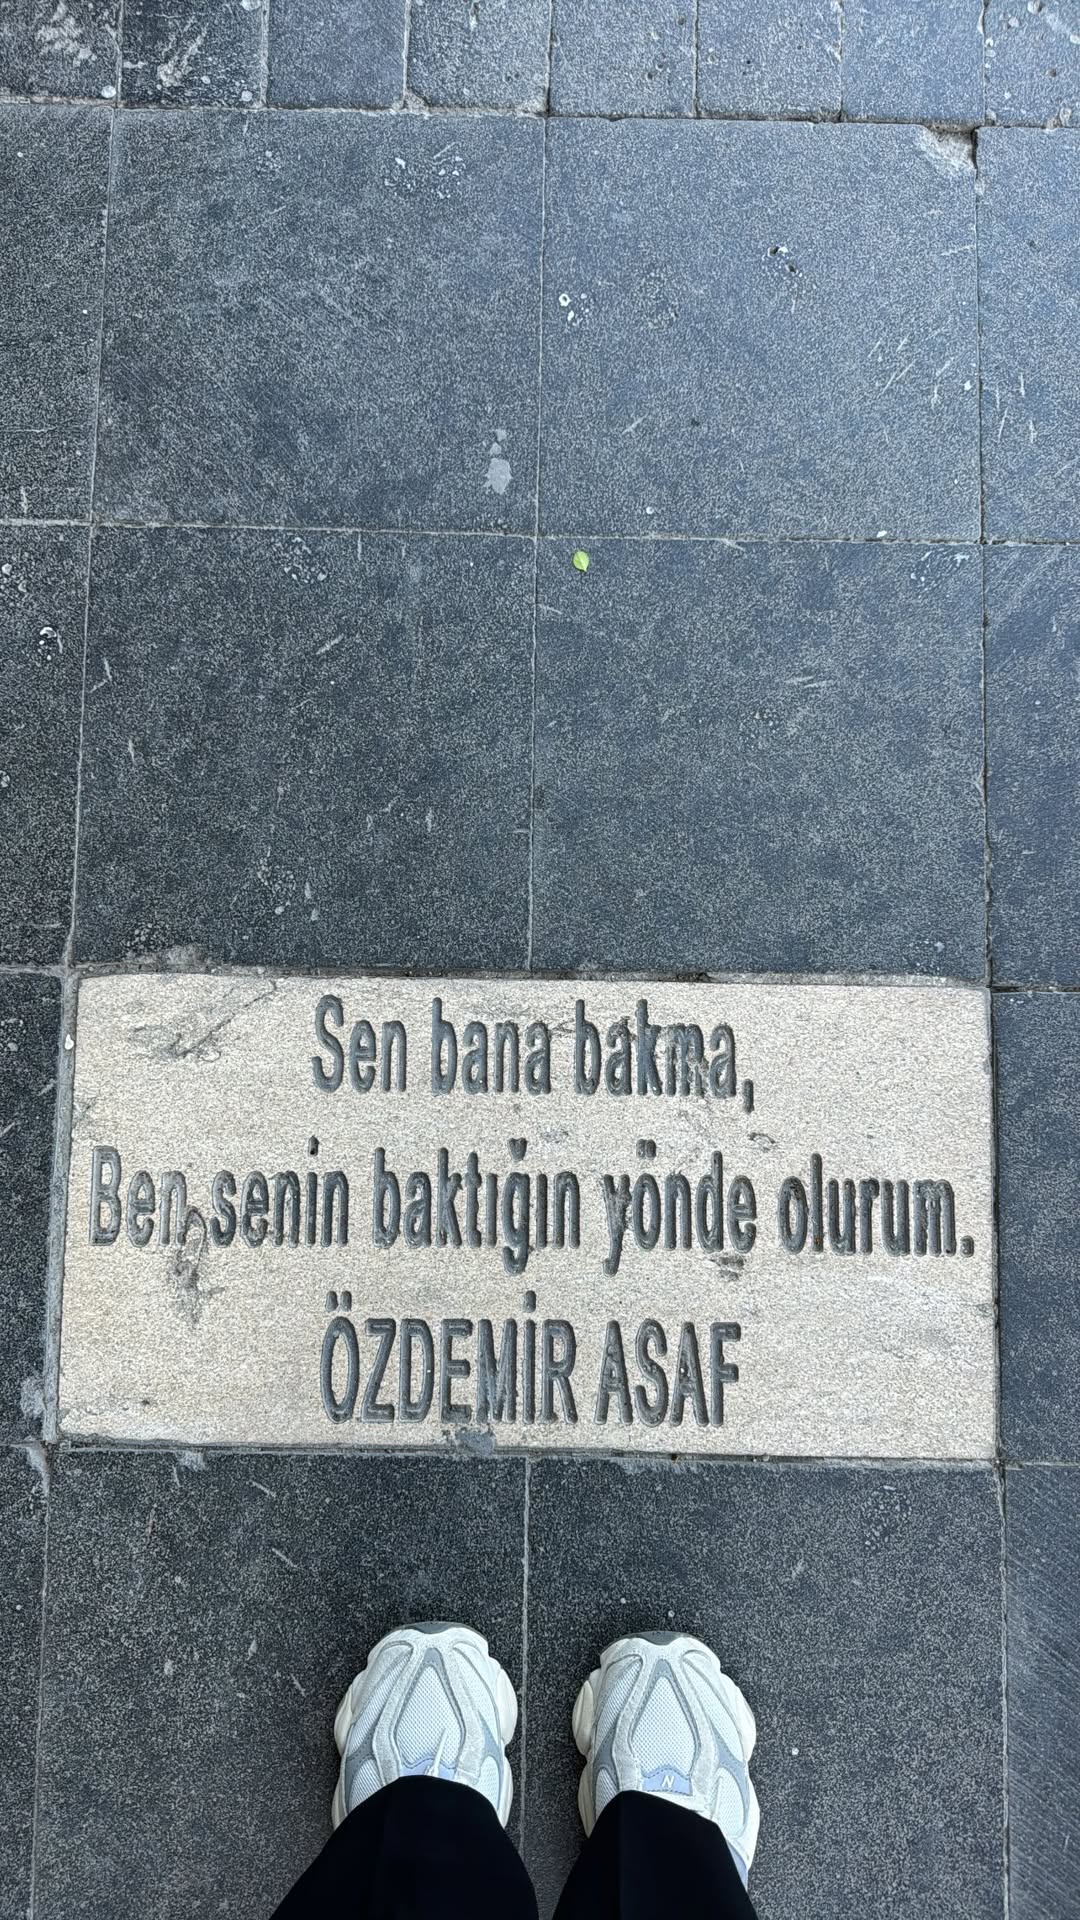 Sen bana bakma,
Ben senin baktığın yönde olurum.
ÖZDEMİR ASAF
N